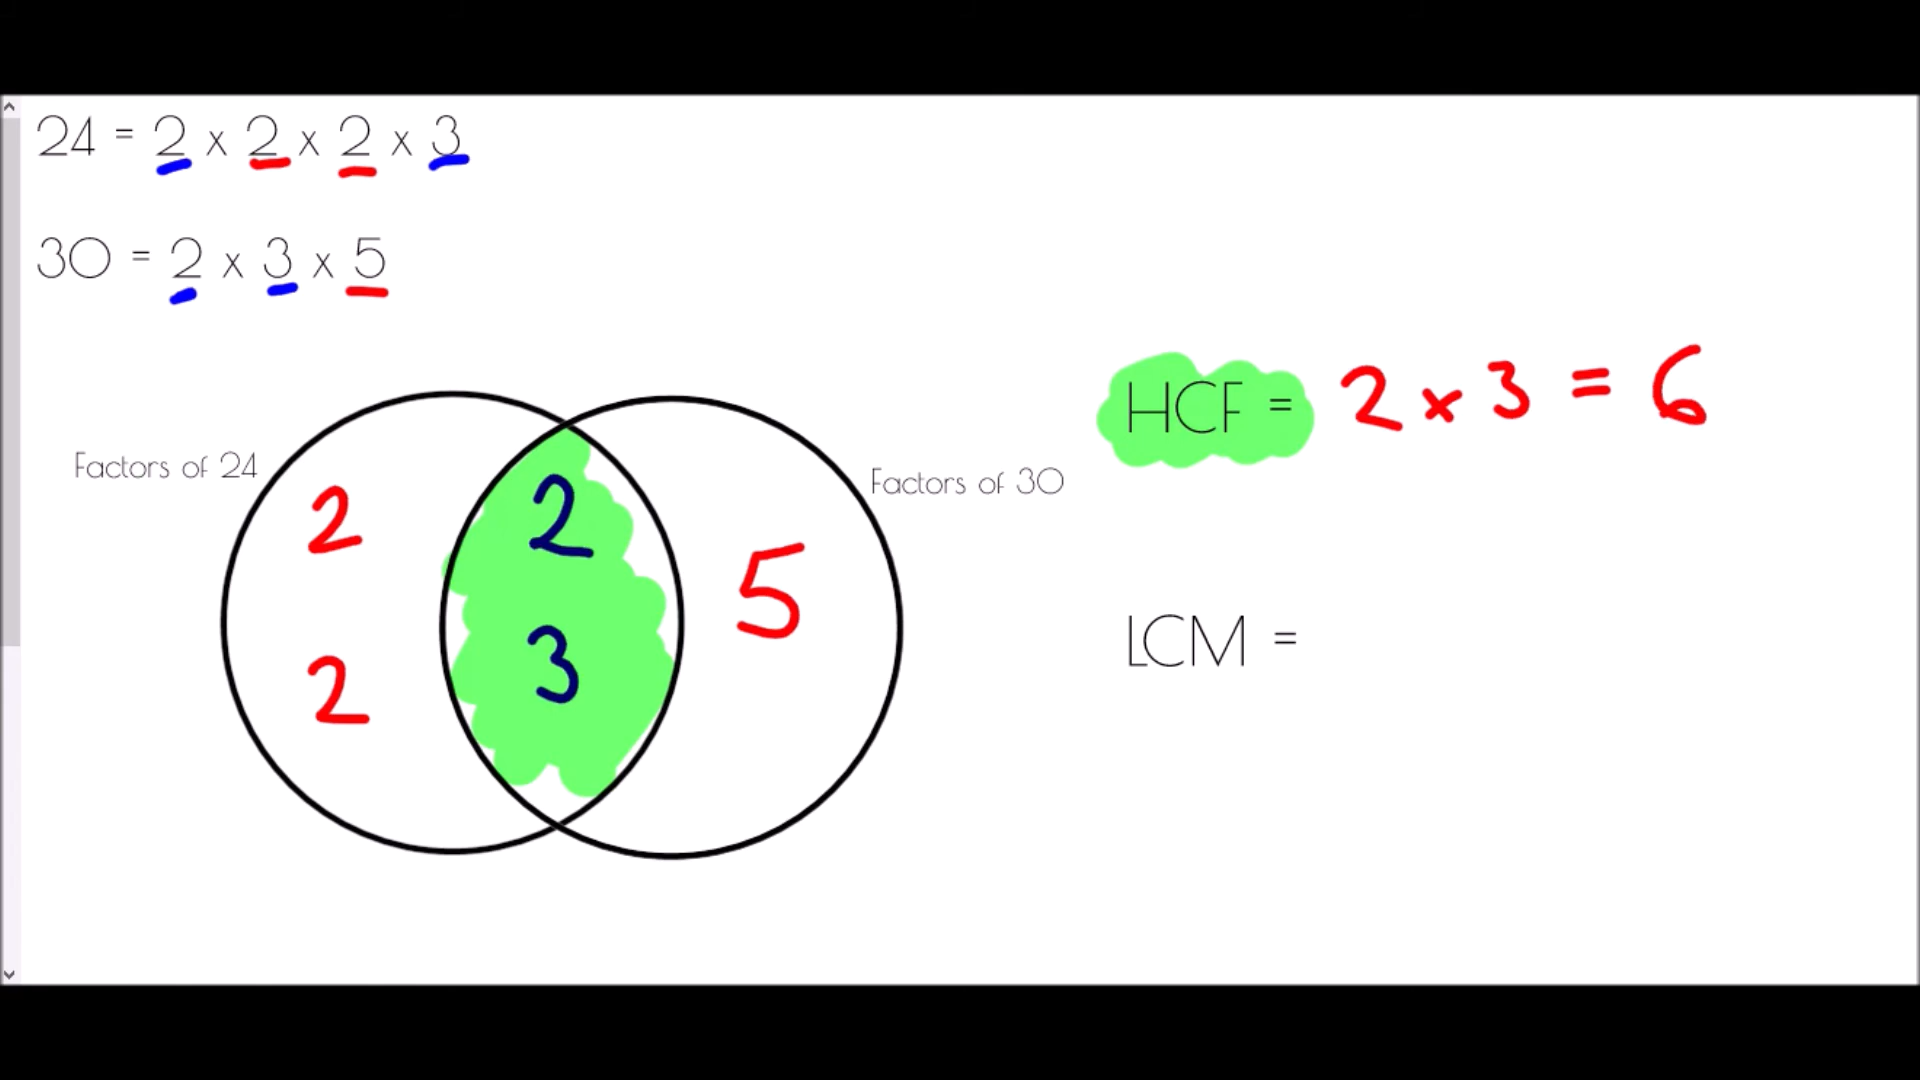 24 = 2 x 2 x 2 x 3
30 = 2 x 3 x 5
HCF = 2 x 3 = 6
Factors of 24
Factors of 30
2 2 5
2 3
LCM =